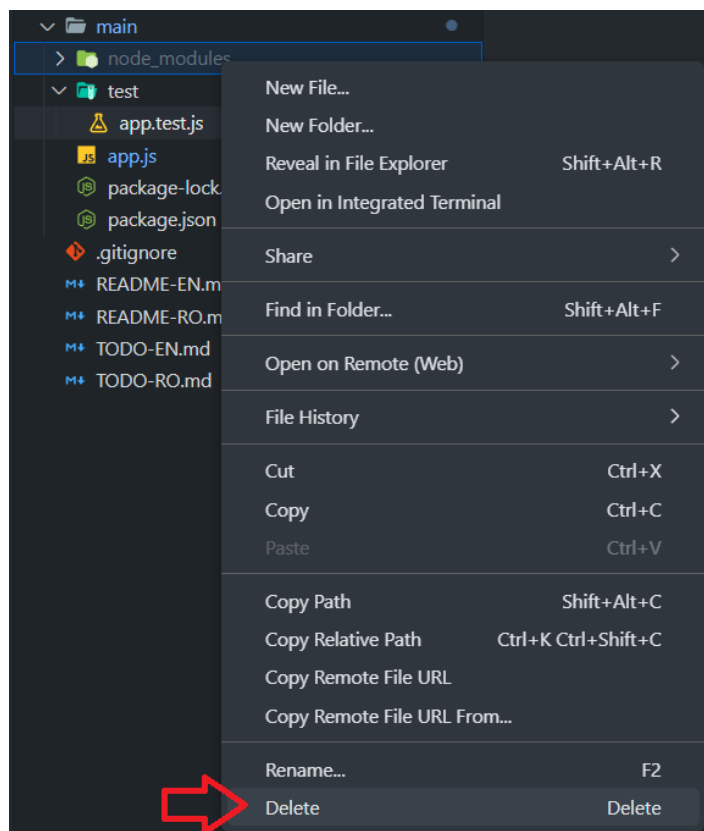 main
node_modules
test
app.test.js
JS app.js
package-lock.
package.json
.gitignore
README-EN.m
README-RO.m
TODO-EN.md
TODO-RO.md
New File...
New Folder...
Reveal in File Explorer Shift+Alt+R
Open in Integrated Terminal
Share
Find in Folder... Shift+Alt+F
Open on Remote (Web)
File History
Cut Ctrl+X
Copy Ctrl+C
Paste Ctrl+V
Copy Path Shift+Alt+C
Copy Relative Path Ctrl+K Ctrl+Shift+C
Copy Remote File URL
Copy Remote File URL From...
Rename... F2
Delete Delete